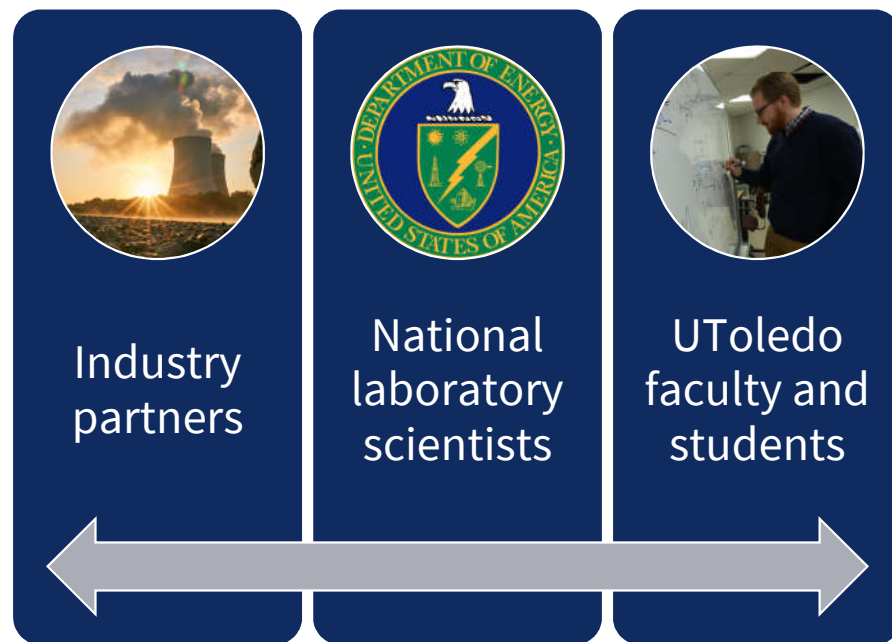 Industry
partners
DEPARTMENT OF ENERGY
UNITED STATES OF AMERICA
National
laboratory
scientists
UToledo
faculty and
students